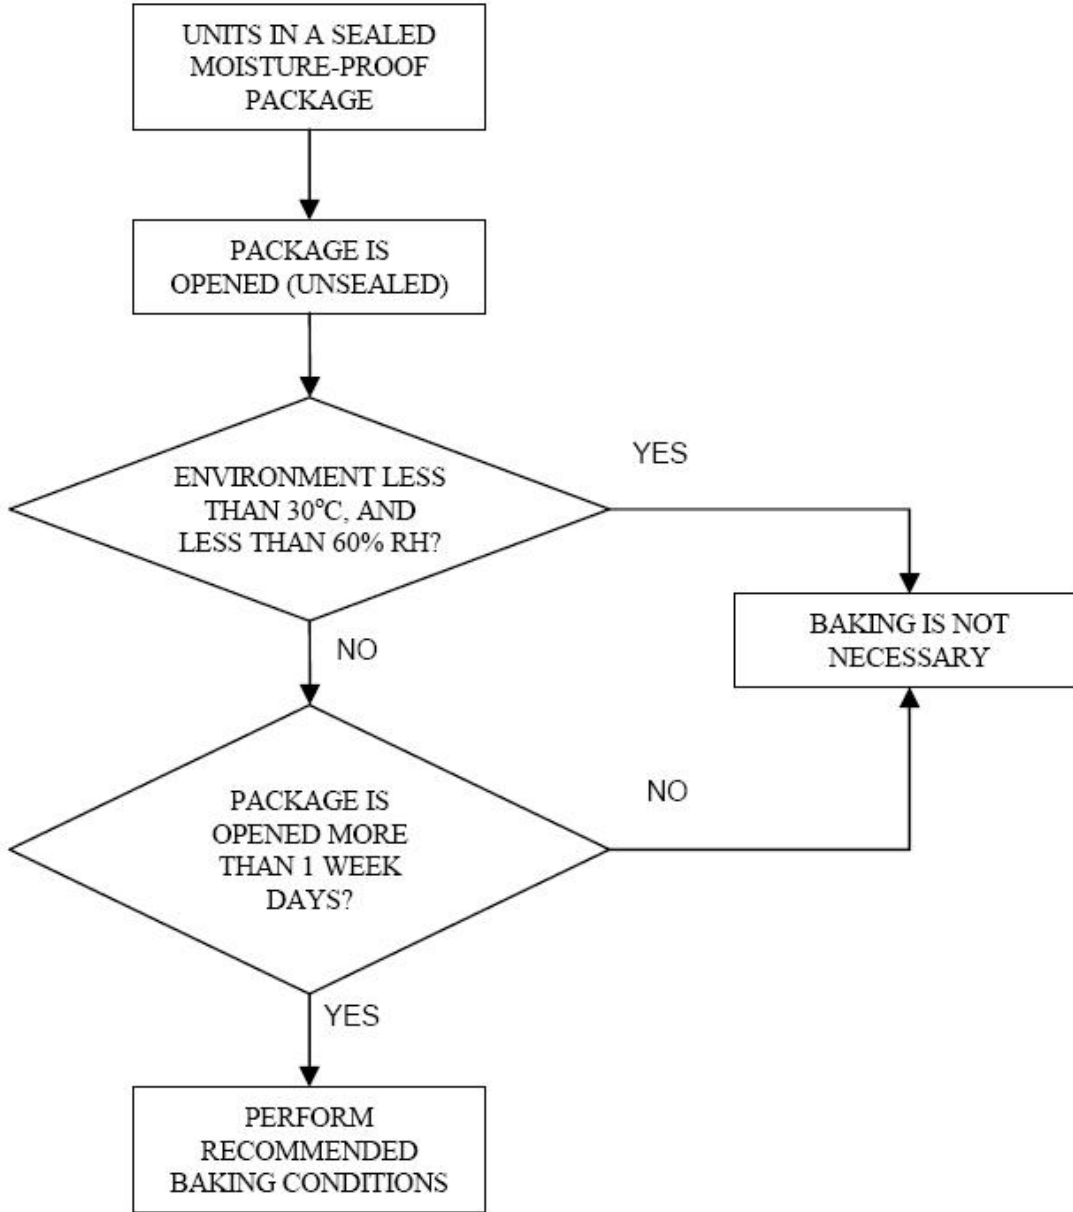 UNITS IN A SEALED
MOISTURE-PROOF
PACKAGE
PACKAGE IS
OPENED (UNSEALED)
YES
ENVIRONMENT LESS
THAN 30°C, AND
LESS THAN 60% RH?
BAKING IS NOT
NECESSARY
NO
PACKAGE IS
OPENED MORE
THAN 1 WEEK
DAYS?
NO
YES
PERFORM
RECOMMENDED
BAKING CONDITIONS